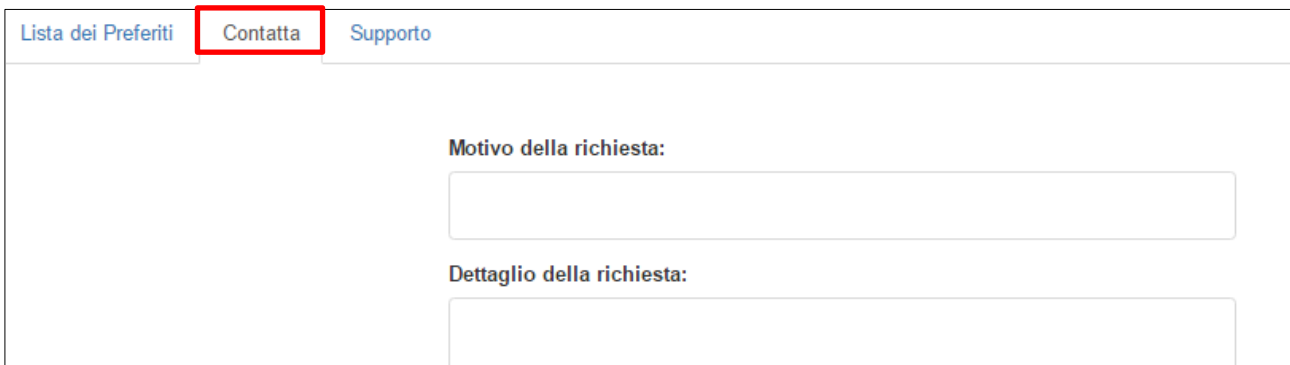 Lista dei Preferiti Contatta Supporto
Motivo della richiesta:
Dettaglio della richiesta: